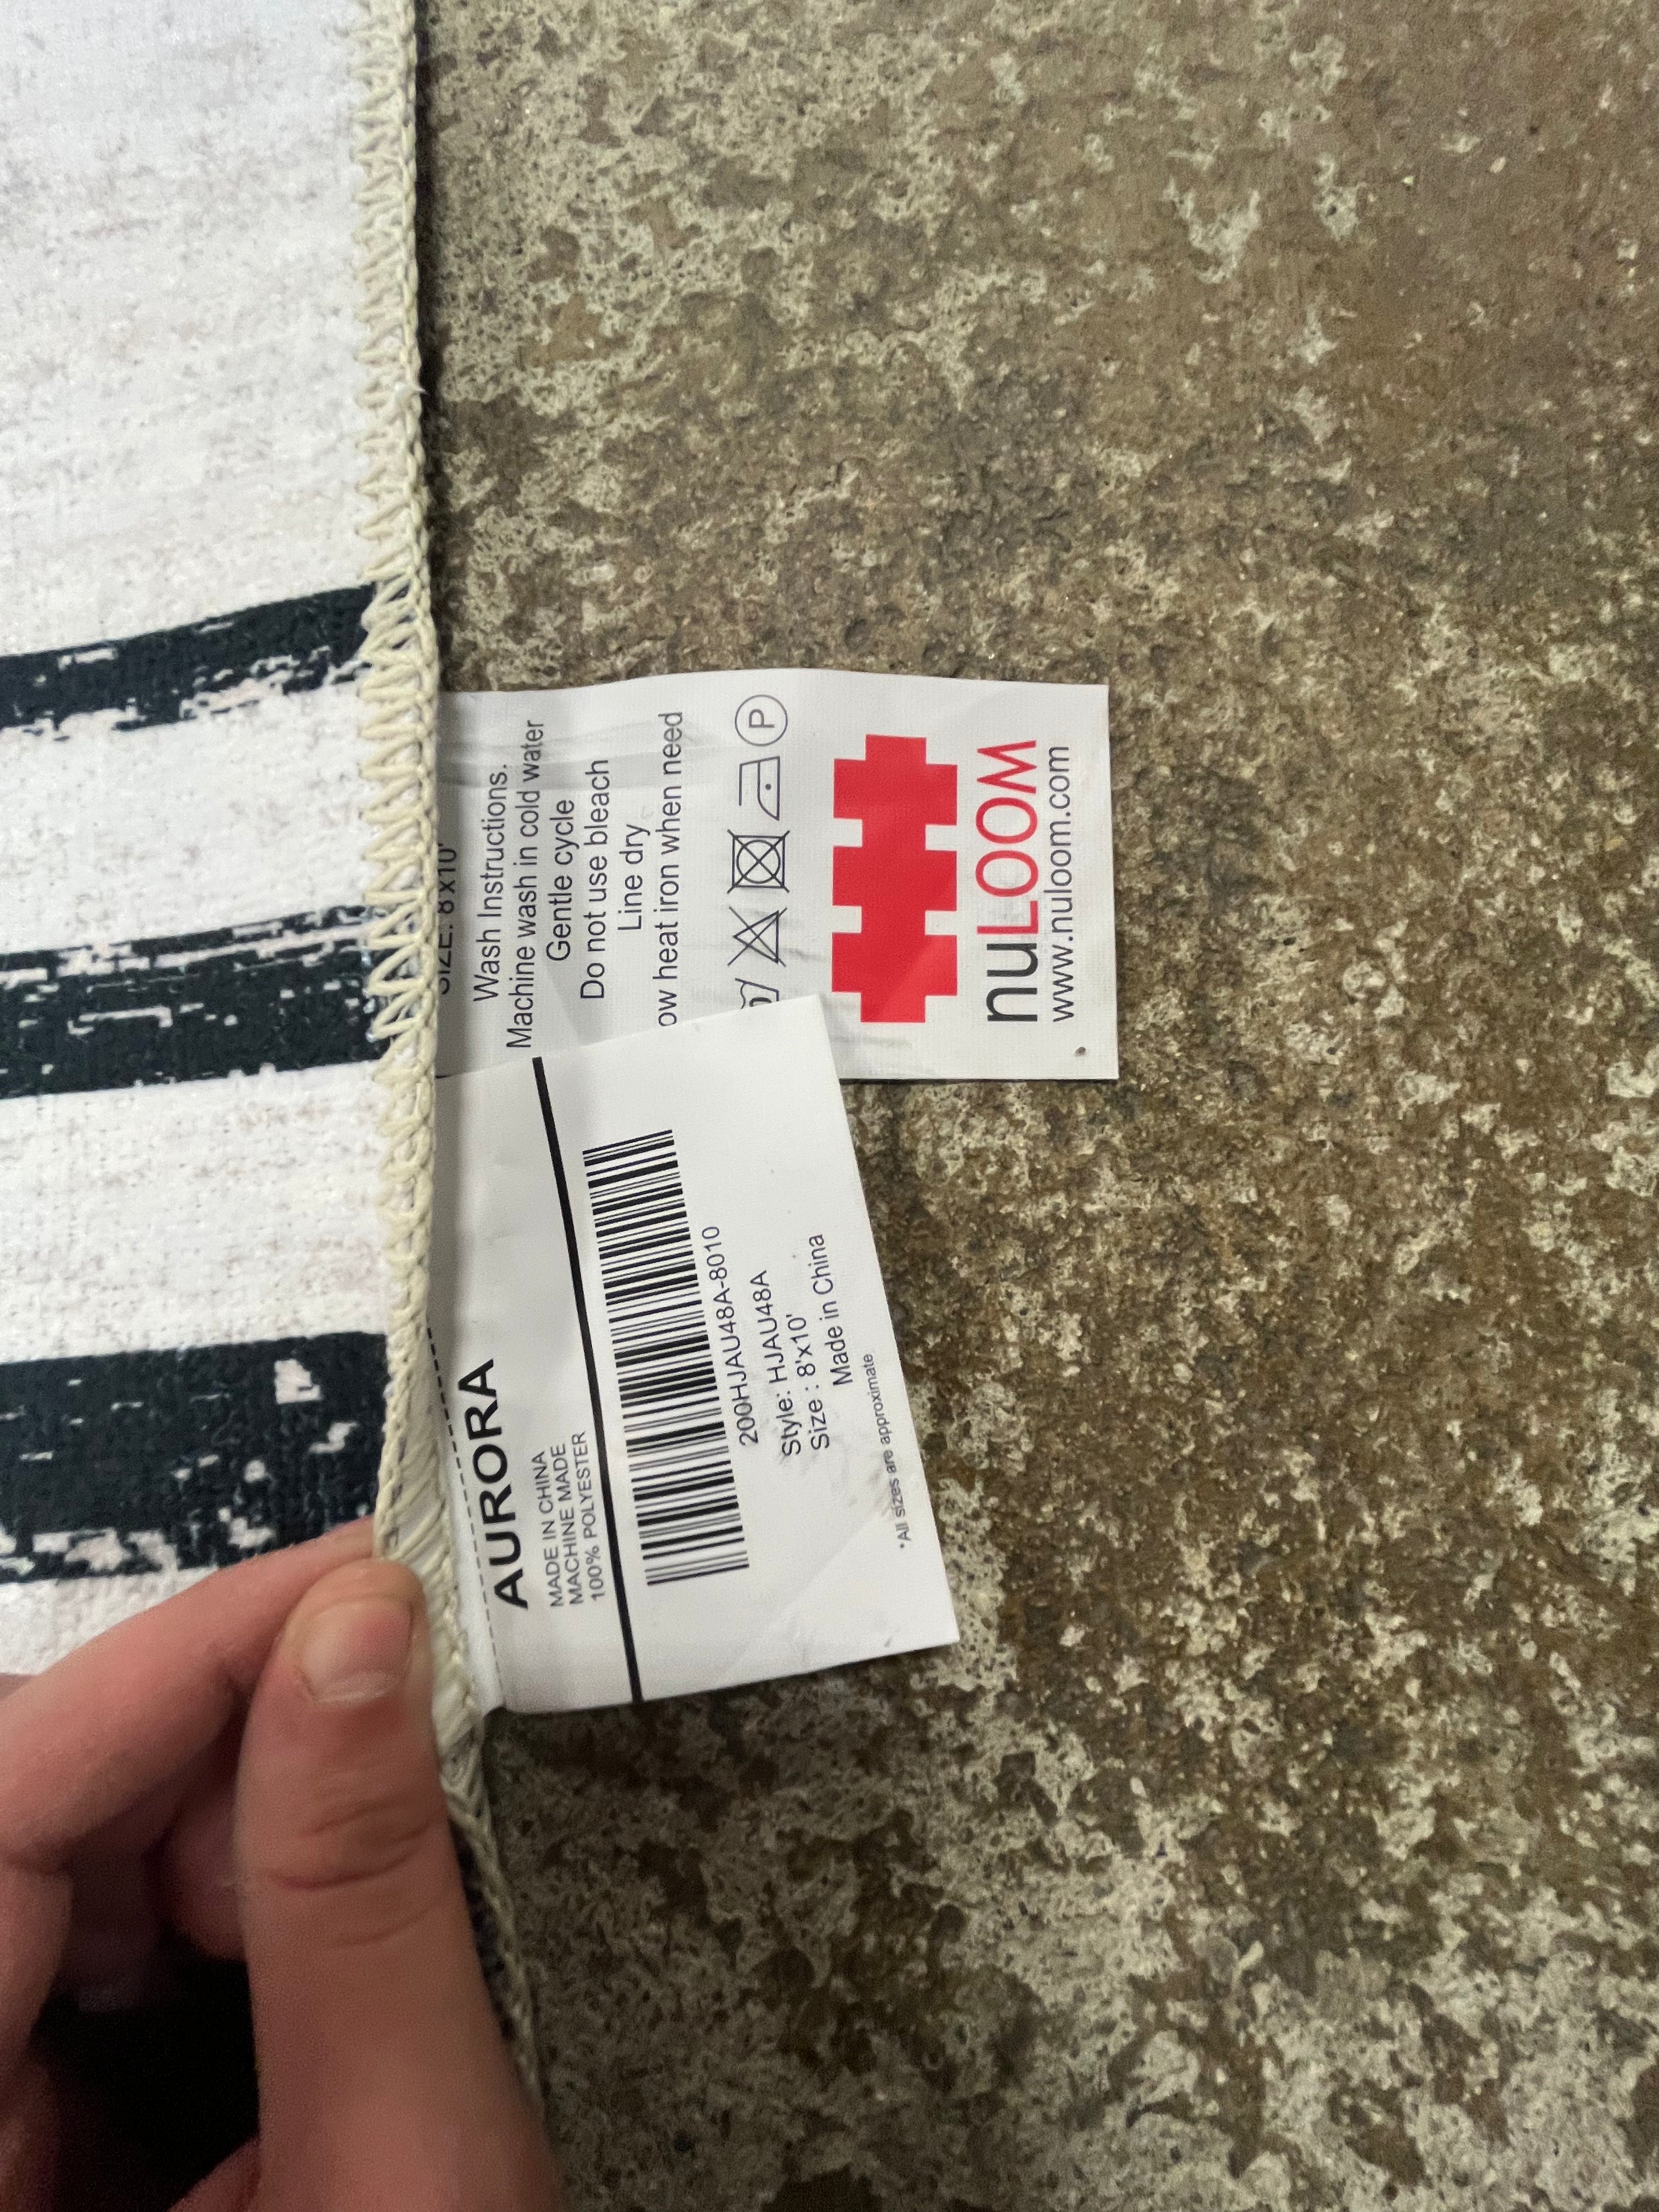 SIZE: 8'x10'
Wash Instructions.
Machine wash in cold water
Gentle cycle
Do not use bleach
Line dry
ow heat iron when need
P
nuLOOM
www.nuloom.com
AURORA
MADE IN CHINA
MACHINE MADE
100% POLYESTER
200HJAU48A-8010
Style: HJAU48A
Size : 8'x10'
Made in China
*All sizes are approximate